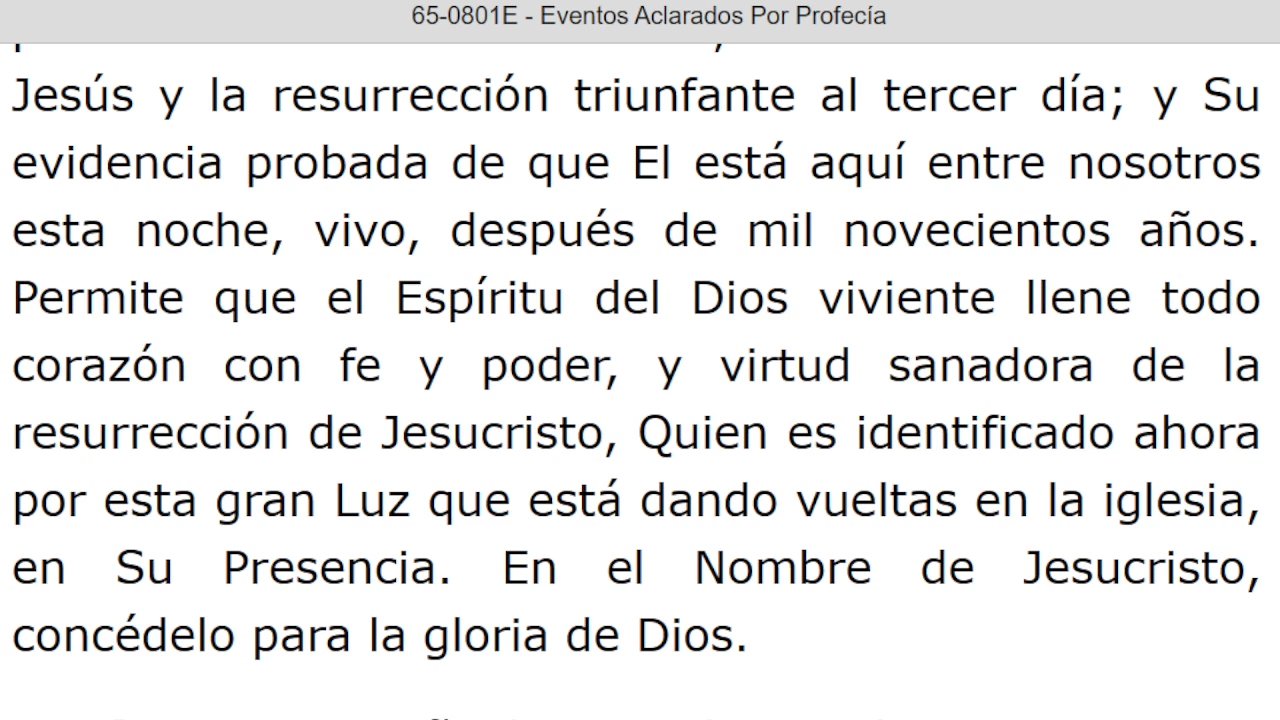 65-0801E - Eventos Aclarados Por Profecía
Jesús y la resurrección triunfante al tercer día; y Su
evidencia probada de que El está aquí entre nosotros
esta noche, vivo, después de mil novecientos años.
Permite que el Espíritu del Dios viviente llene todo
corazón con fe y poder, y virtud sanadora de la
resurrección de Jesucristo, Quien es identificado ahora
por esta gran Luz que está dando vueltas en la iglesia,
en Su Presencia. En el Nombre de Jesucristo,
concédelo para la gloria de Dios.